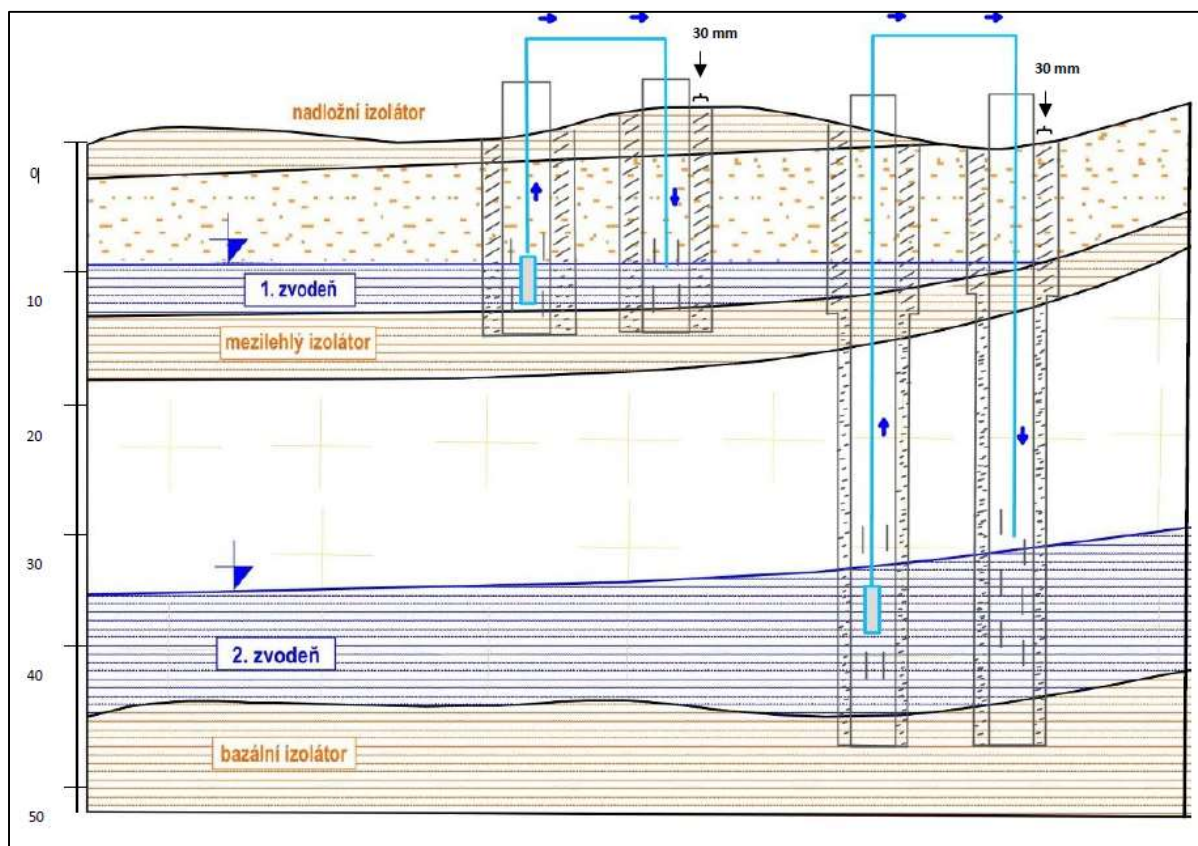 30 mm
30 mm
nadložní izolátor
0
1. zvodeň
10
mezilehlý izolátor
20
30
2. zvodeň
40
bazální izolátor
50